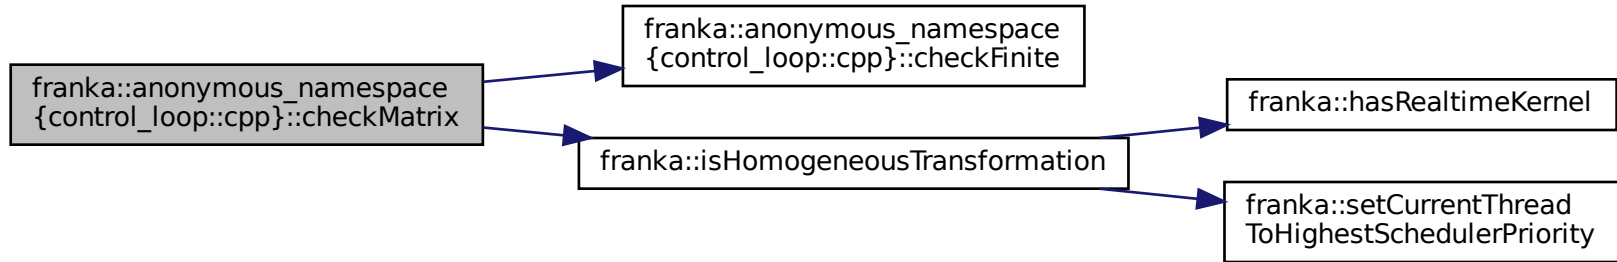 franka::anonymous_namespace
{control_loop::cpp}::checkMatrix
franka::anonymous_namespace
{control_loop::cpp}::checkFinite
franka::isHomogeneousTransformation
franka::hasRealtimeKernel
franka::setCurrentThread
ToHighestSchedulerPriority